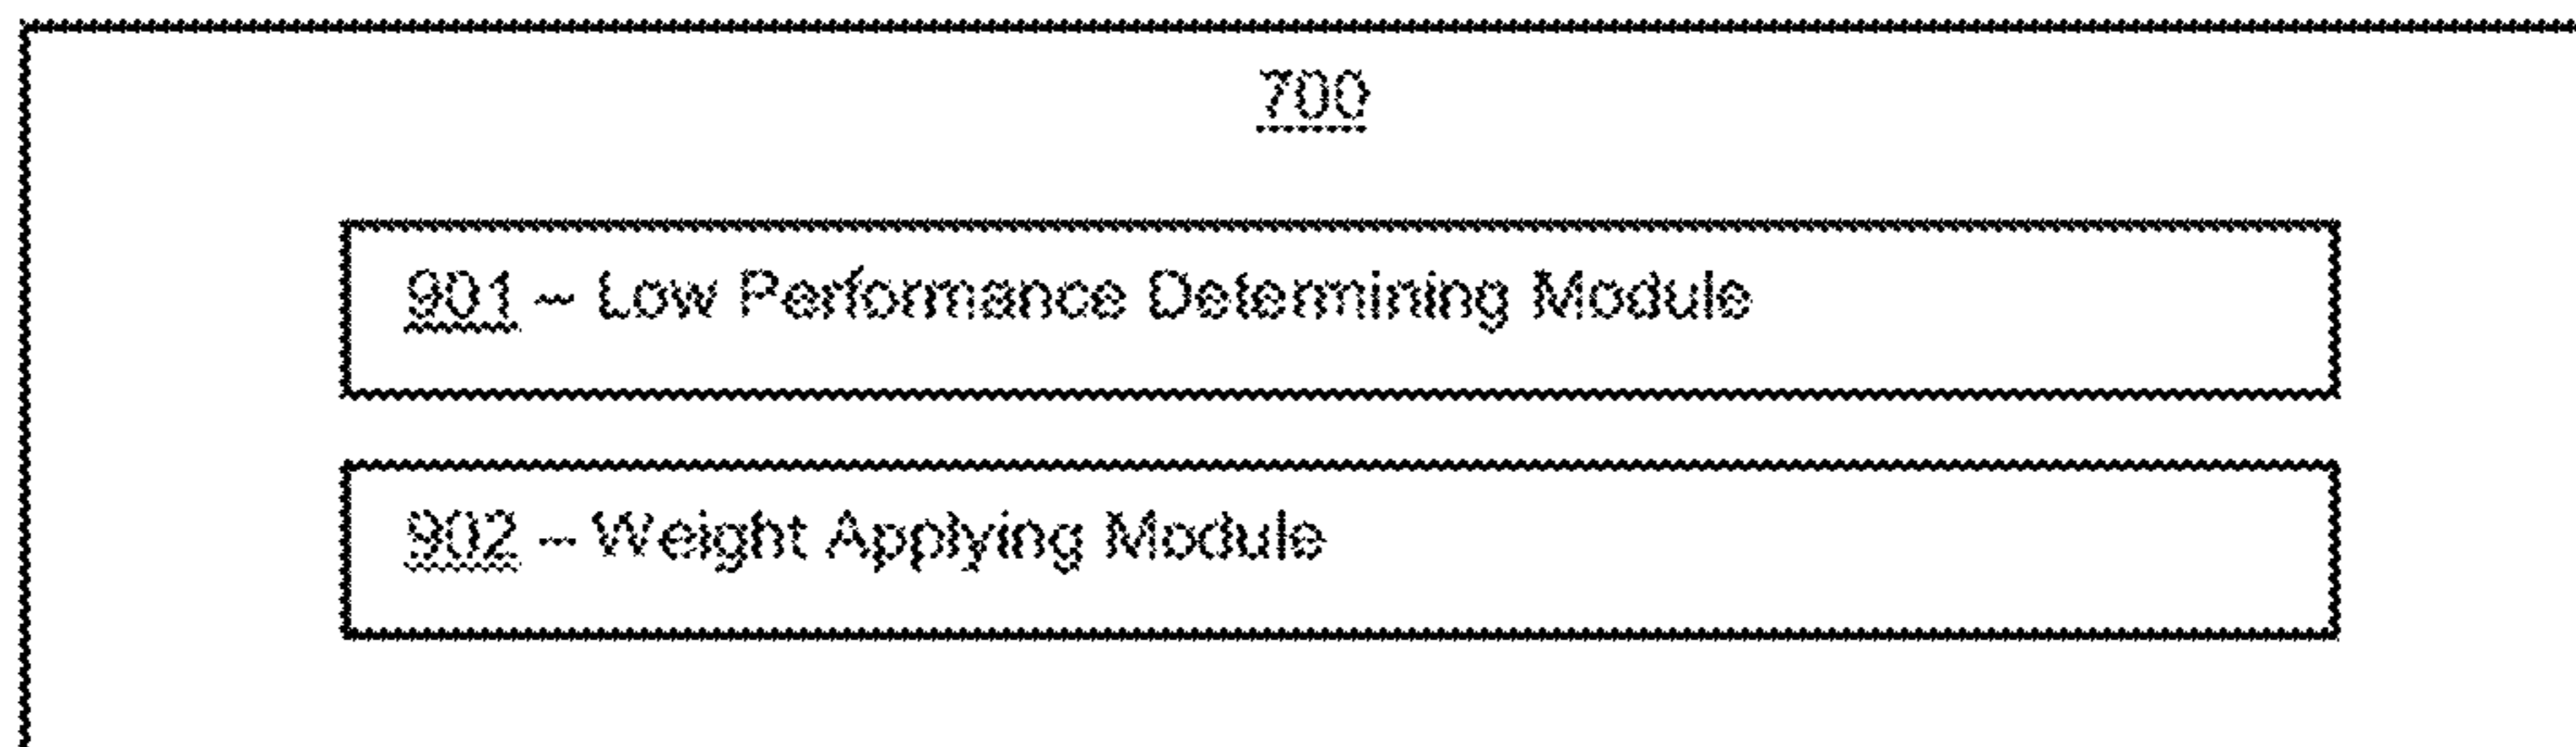 700
901 – Low Performance Determining Module
902 – Weight Applying Module